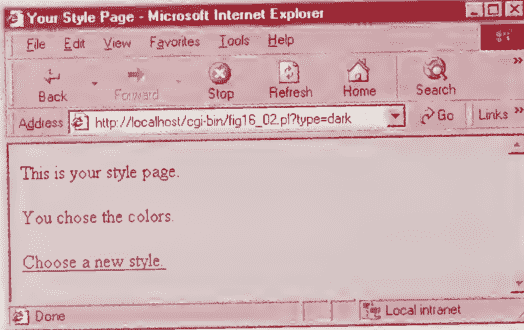 Your Style Page - Microsoft Internet Explorer
File Edit View Favorites Tools Help
Back Forward Stop Refresh Home Search »
Address http://localhost/cgi-bin/fig16_02.pl?type=dark Go Links »
This is your style page.
You chose the colors.
Choose a new style.
Done Local intranet